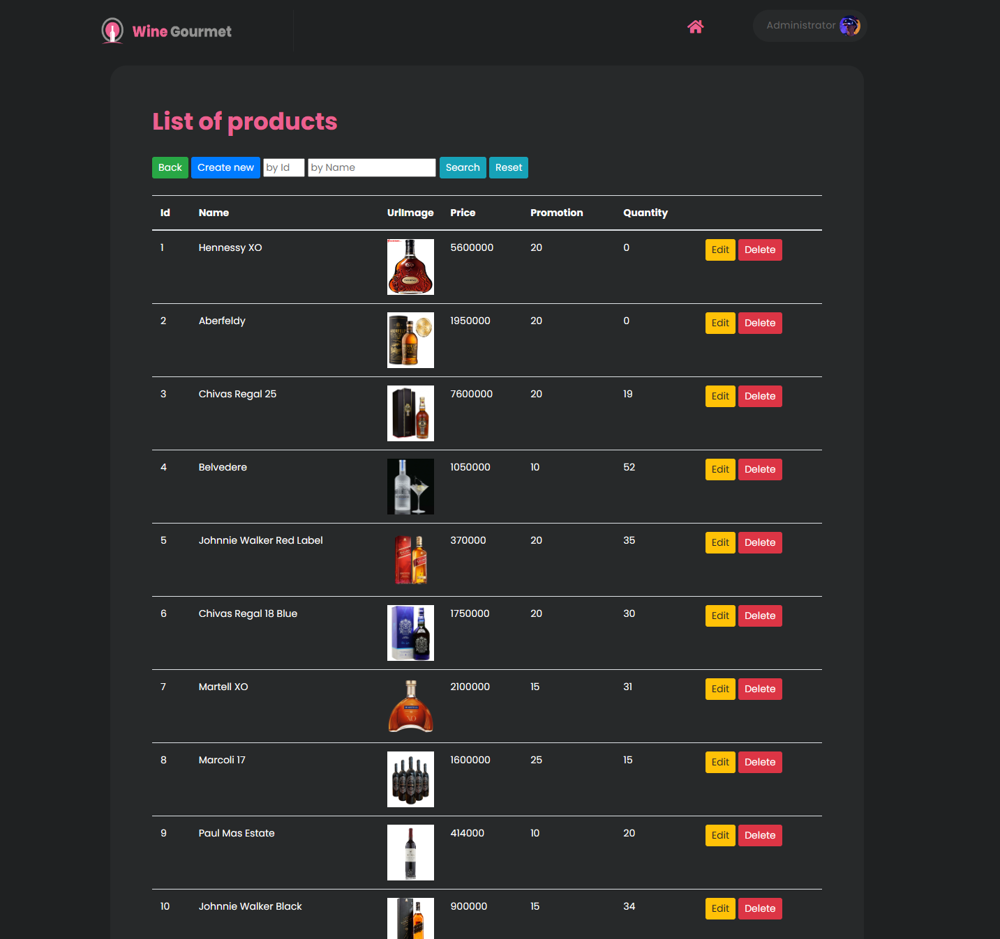 Wine Gourmet
Administrator
List of products
Back Create new by Id by Name Search Reset
Id Name UrlImage Price Promotion Quantity
1 Hennessy XO 5600000 20 0 Edit Delete
2 Aberfeldy 1950000 20 0 Edit Delete
3 Chivas Regal 25 7600000 20 19 Edit Delete
4 Belvedere 1050000 10 52 Edit Delete
5 Johnnie Walker Red Label 370000 20 35 Edit Delete
6 Chivas Regal 18 Blue 1750000 20 30 Edit Delete
7 Martell XO 2100000 15 31 Edit Delete
8 Marcoli 17 1600000 25 15 Edit Delete
9 Paul Mas Estate 414000 10 20 Edit Delete
10 Johnnie Walker Black 900000 15 34 Edit Delete